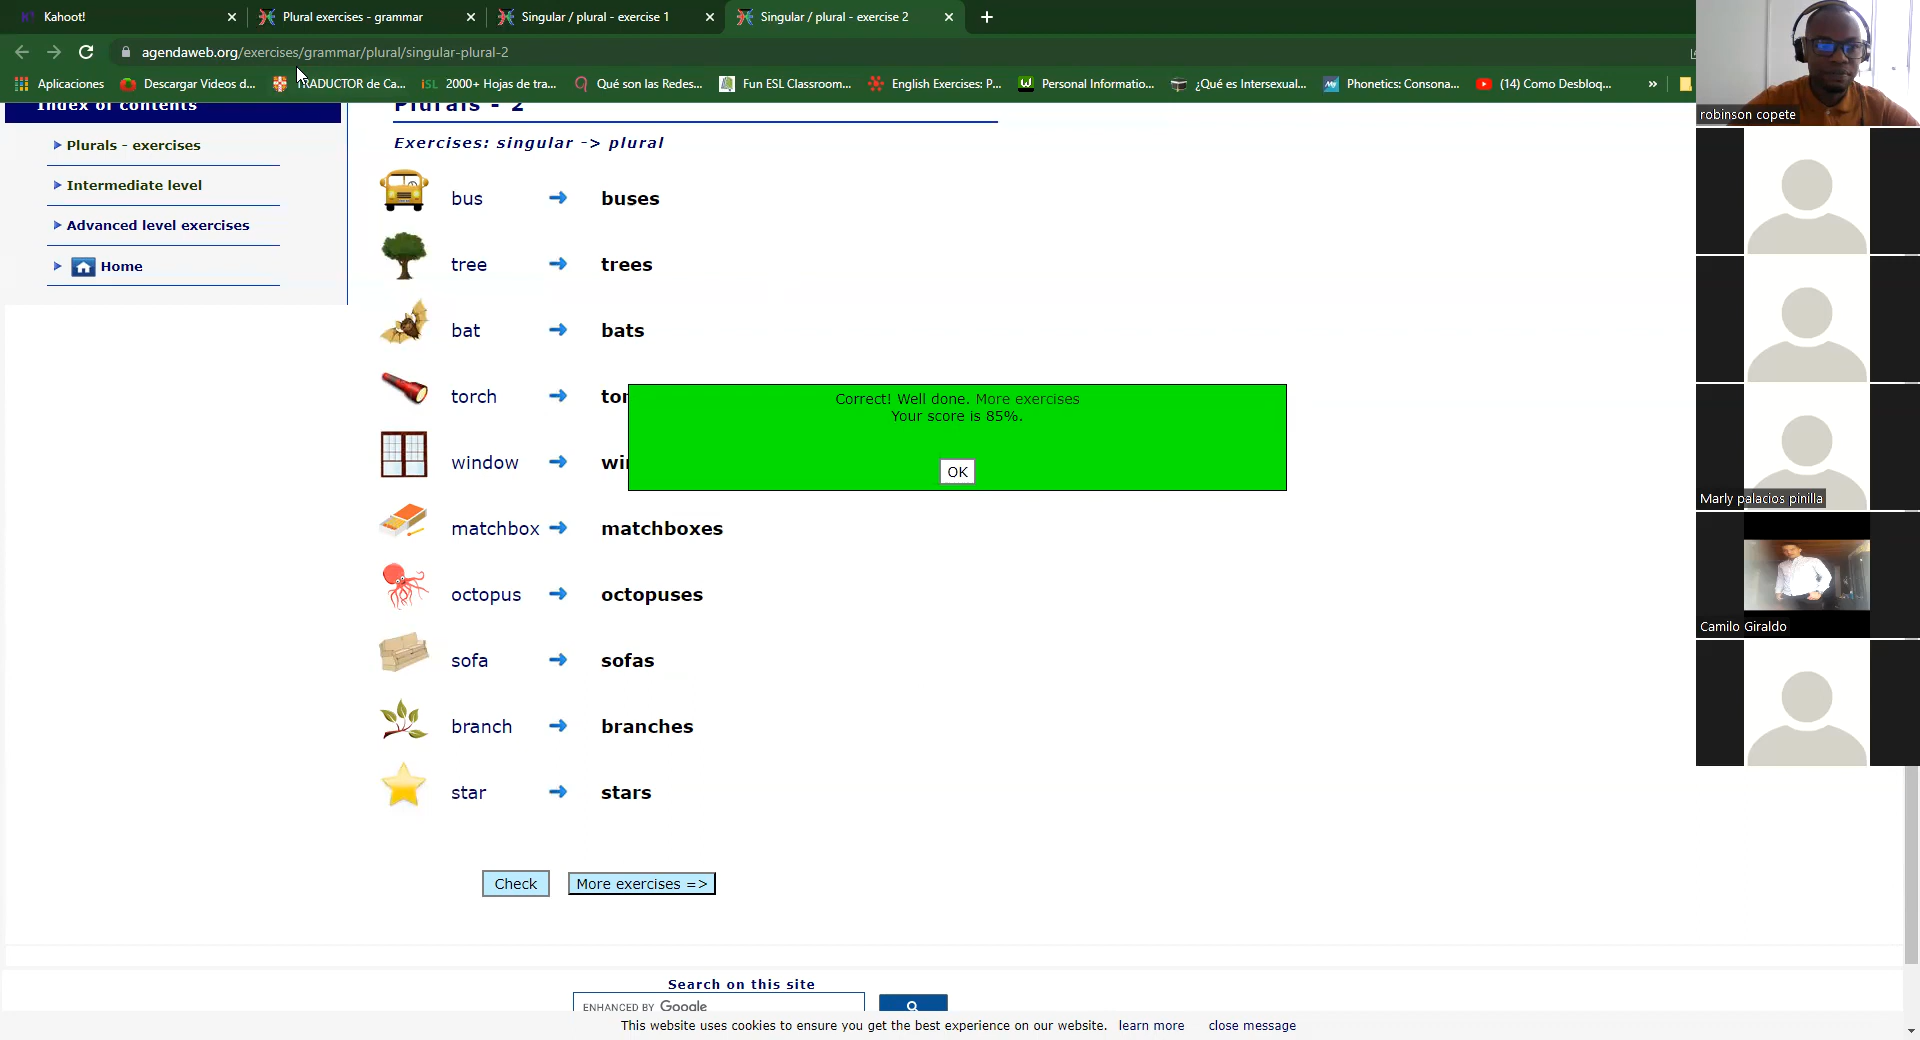 Kahoot!
Plural exercises - grammar
Singular / plural - exercise 1
Singular / plural - exercise 2
agendaweb.org/exercises/grammar/plural/singular-plural-2
Aplicaciones
Descargar Videos d...
TRADUCTOR de Ca...
iSL
2000+ Hojas de tra...
Qué son las Redes...
Fun ESL Classroom...
English Exercises: P...
Personal Informatio...
¿Qué es Intersexual...
Phonetics: Consona...
(14) Como Desbloq...
»
robinson copete
Index of contents
Plurals - exercises
Intermediate level
Advanced level exercises
Home
Plurals - 2
Exercises: singular -> plural
bus buses
tree trees
bat bats
torch tor
window wi
matchbox matchboxes
octopus octopuses
sofa sofas
branch branches
star stars
Correct! Well done. More exercises
Your score is 85%.
OK
Check
More exercises =>
Marly palacios pinilla
Camilo Giraldo
Search on this site
ENHANCED BY Google
This website uses cookies to ensure you get the best experience on our website. learn more close message